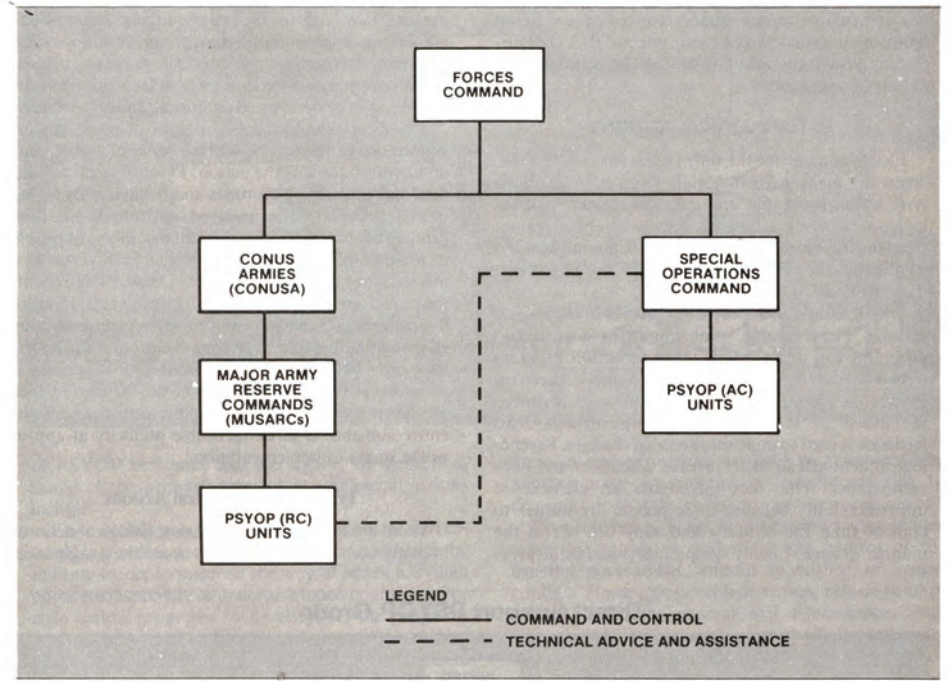 FORCES
COMMAND
CONUS
ARMIES
(CONUSA)
SPECIAL
OPERATIONS
COMMAND
MAJOR ARMY
RESERVE
COMMANDS
(MUSARCs)
PSYOP (AC)
UNITS
PSYOP (RC)
UNITS
LEGEND
COMMAND AND CONTROL
TECHNICAL ADVICE AND ASSISTANCE